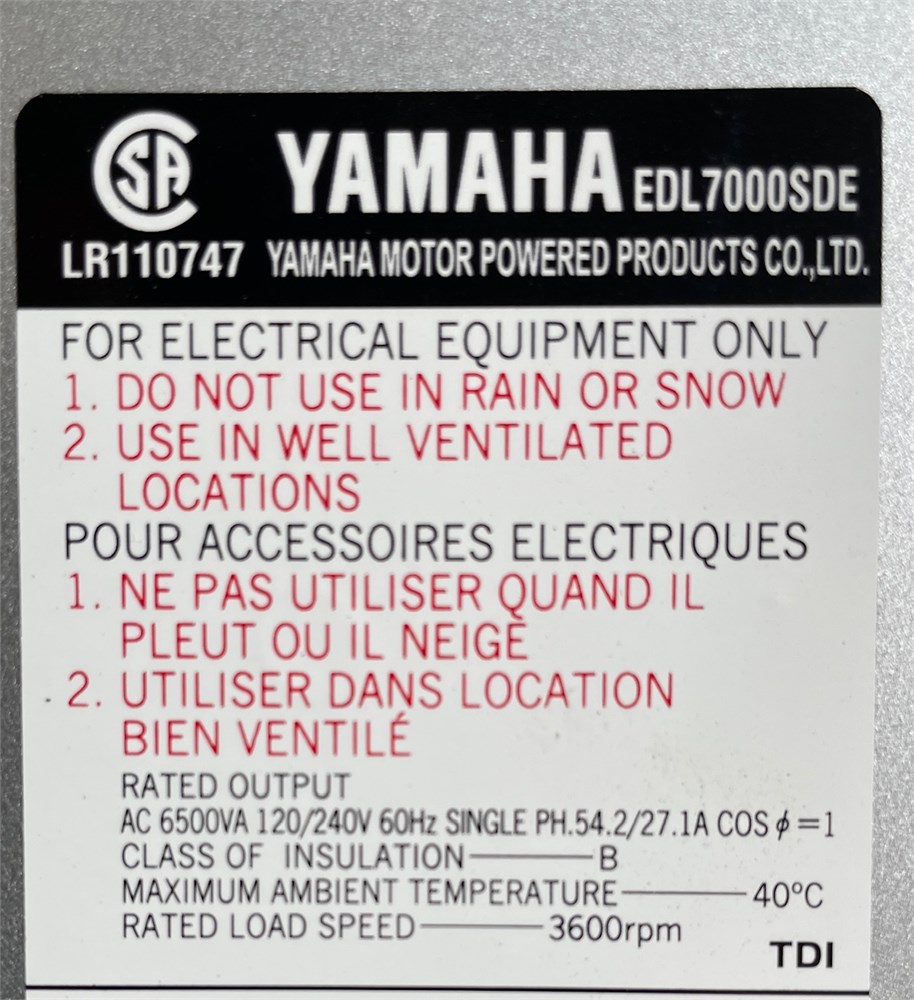 CSA YAMAHA EDL7000SDE
LR110747 YAMAHA MOTOR POWERED PRODUCTS CO.,LTD.
FOR ELECTRICAL EQUIPMENT ONLY
1. DO NOT USE IN RAIN OR SNOW
2. USE IN WELL VENTILATED
LOCATIONS
POUR ACCESSOIRES ELECTRIQUES
1. NE PAS UTILISER QUAND IL
PLEUT OU IL NEIGE
2. UTILISER DANS LOCATION
BIEN VENTILÉ
RATED OUTPUT
AC 6500VA 120/240V 60Hz SINGLE PH.54.2/27.1A COS ϕ=1
CLASS OF INSULATION——B
MAXIMUM AMBIENT TEMPERATURE——40°C
RATED LOAD SPEED——3600rpm
TDI